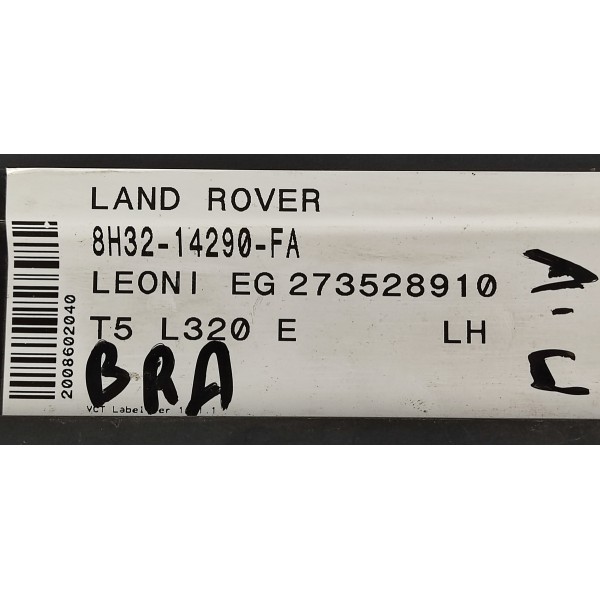 LAND ROVER
8H32-14290-FA
LEONI EG 273528910
T5 L320 E LH
BRA
2008602040